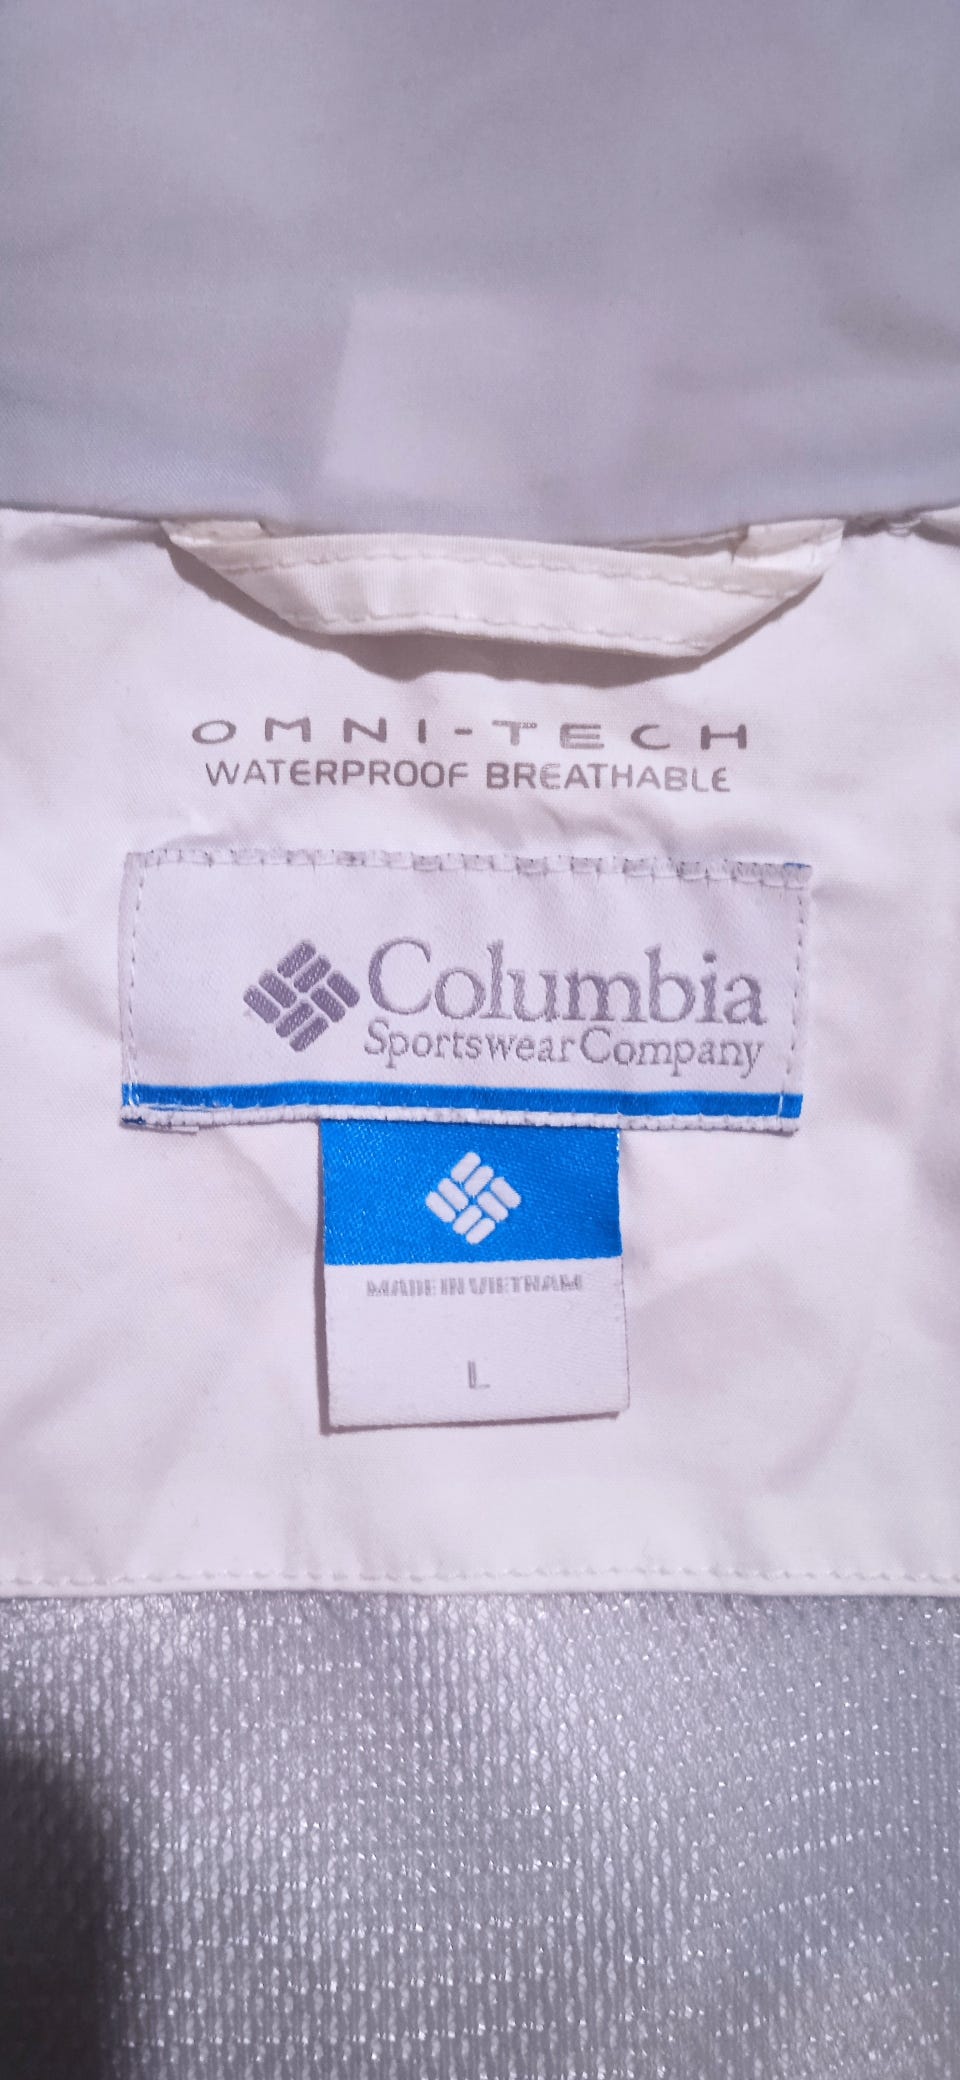 OMNI-TECH
WATERPROOF BREATHABLE
Columbia
Sportswear Company
MADE IN VIETNAM
L